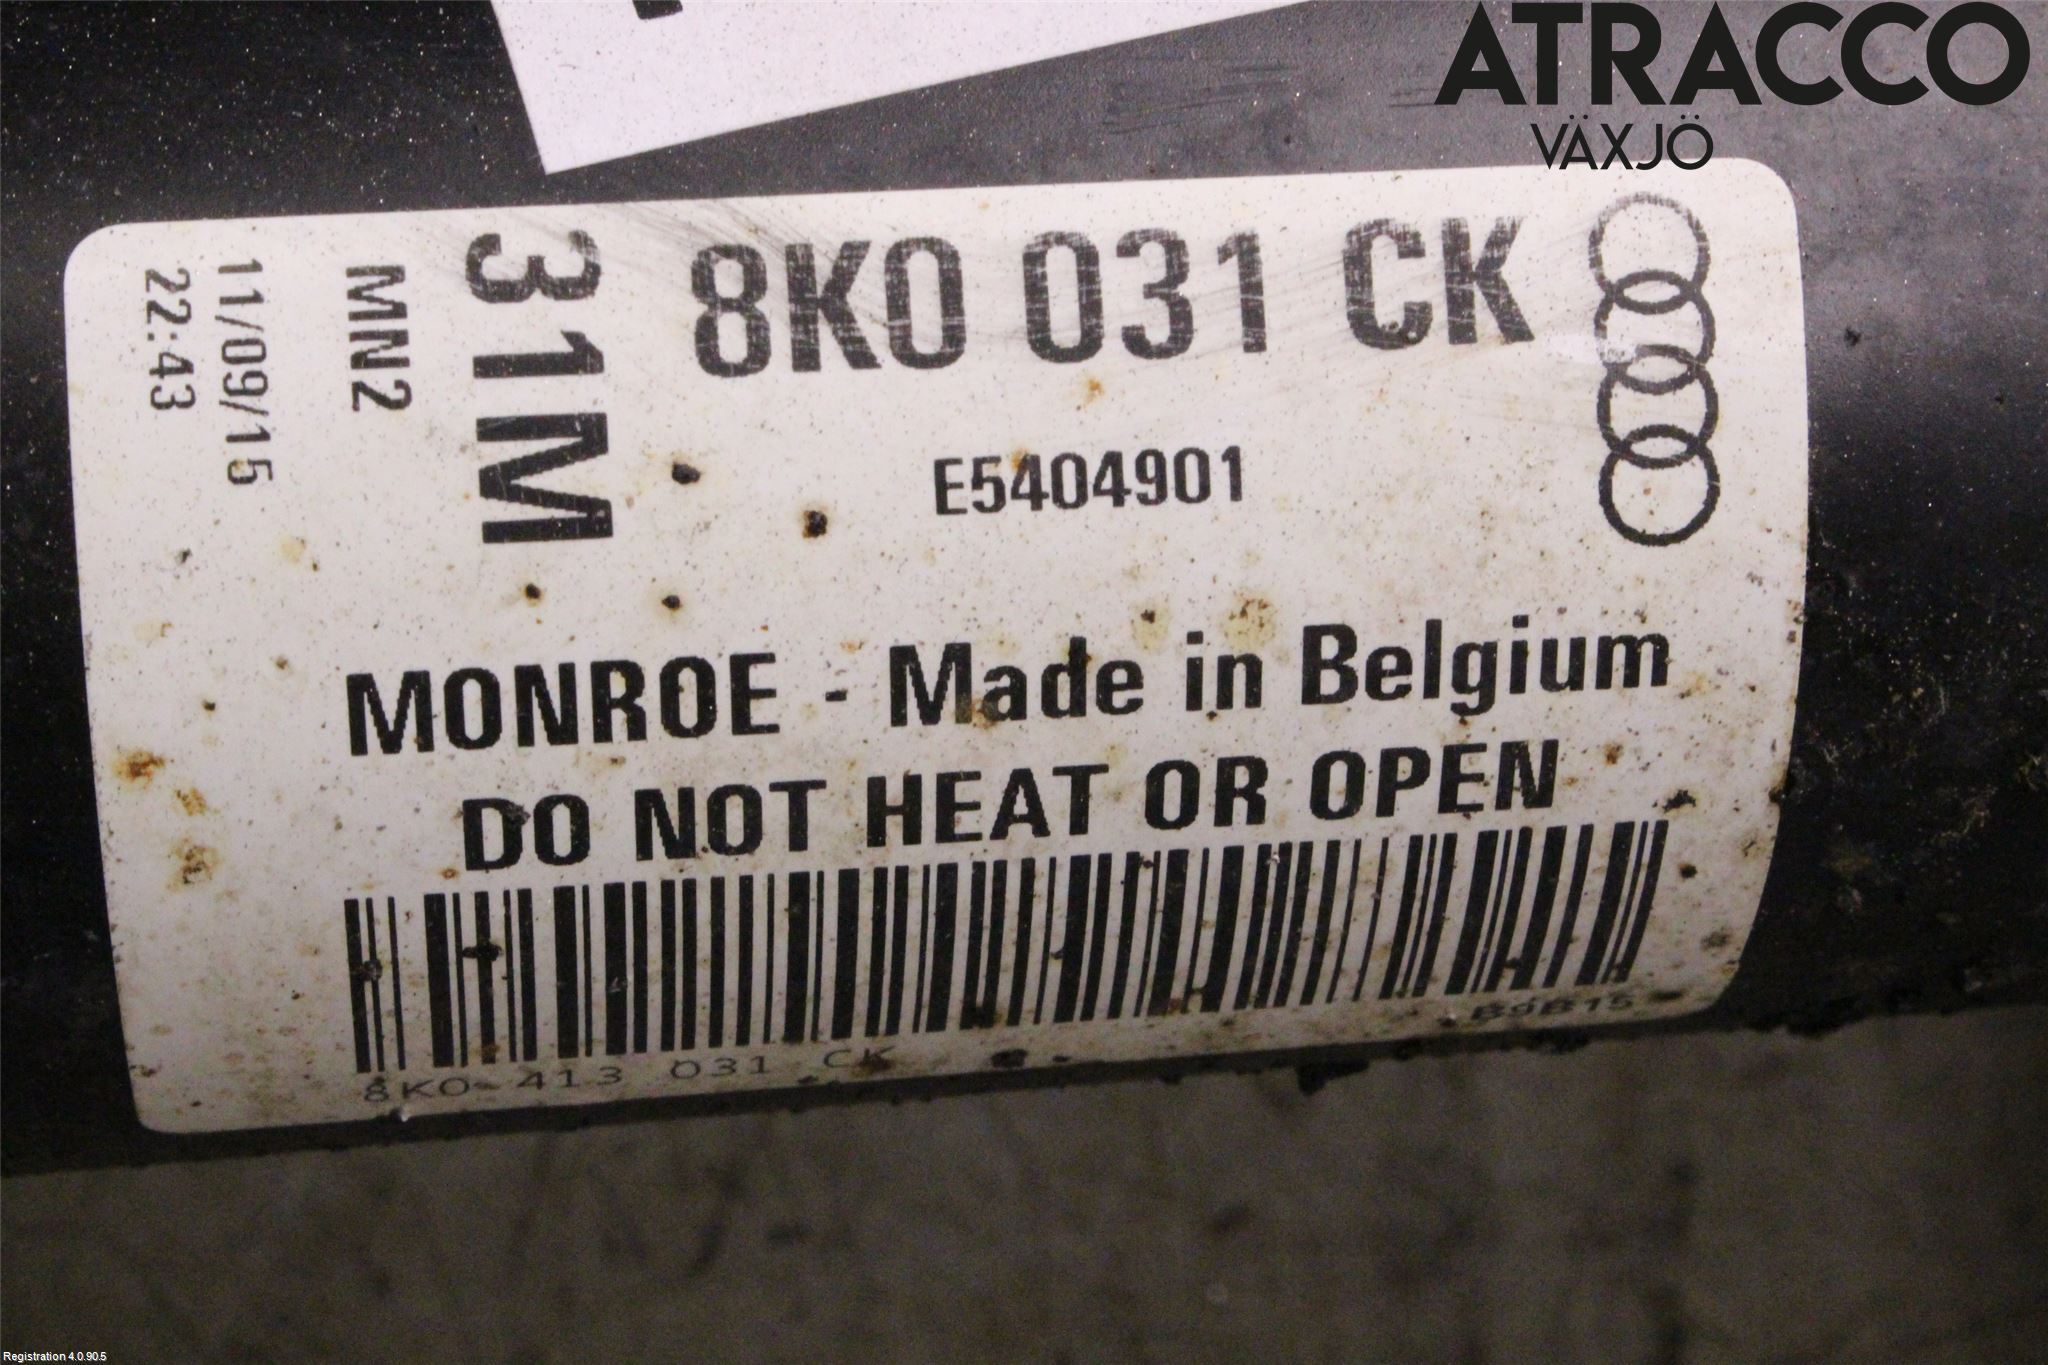 ATRACCO
VÄXJÖ
8K0 031 CK
31M
MN2
11/09/15
22:43
E5404901
MONROE - Made in Belgium
DO NOT HEAT OR OPEN
8K0 413 031 CK
Registration 4.0.90.5